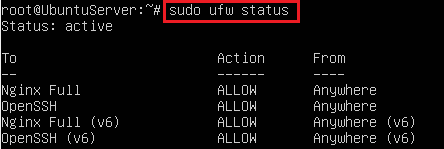 root@UbuntuServer:~# sudo ufw status
Status: active
To Action From
-- ------ ----
Nginx Full ALLOW Anywhere
OpenSSH ALLOW Anywhere
Nginx Full (v6) ALLOW Anywhere (v6)
OpenSSH (v6) ALLOW Anywhere (v6)